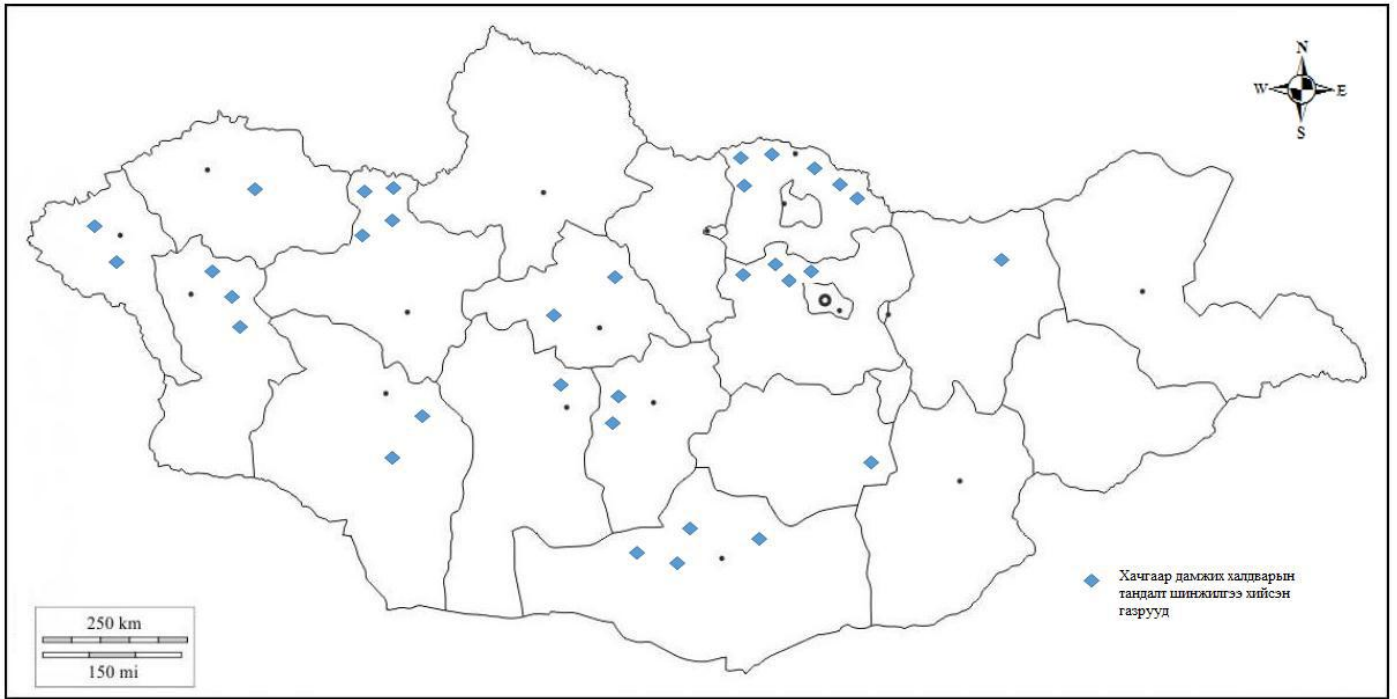 N
W E
S
Хачгаар дамжих халдварын
тандалт шинжилгээ хийсэн
газрууд
250 km
150 mi